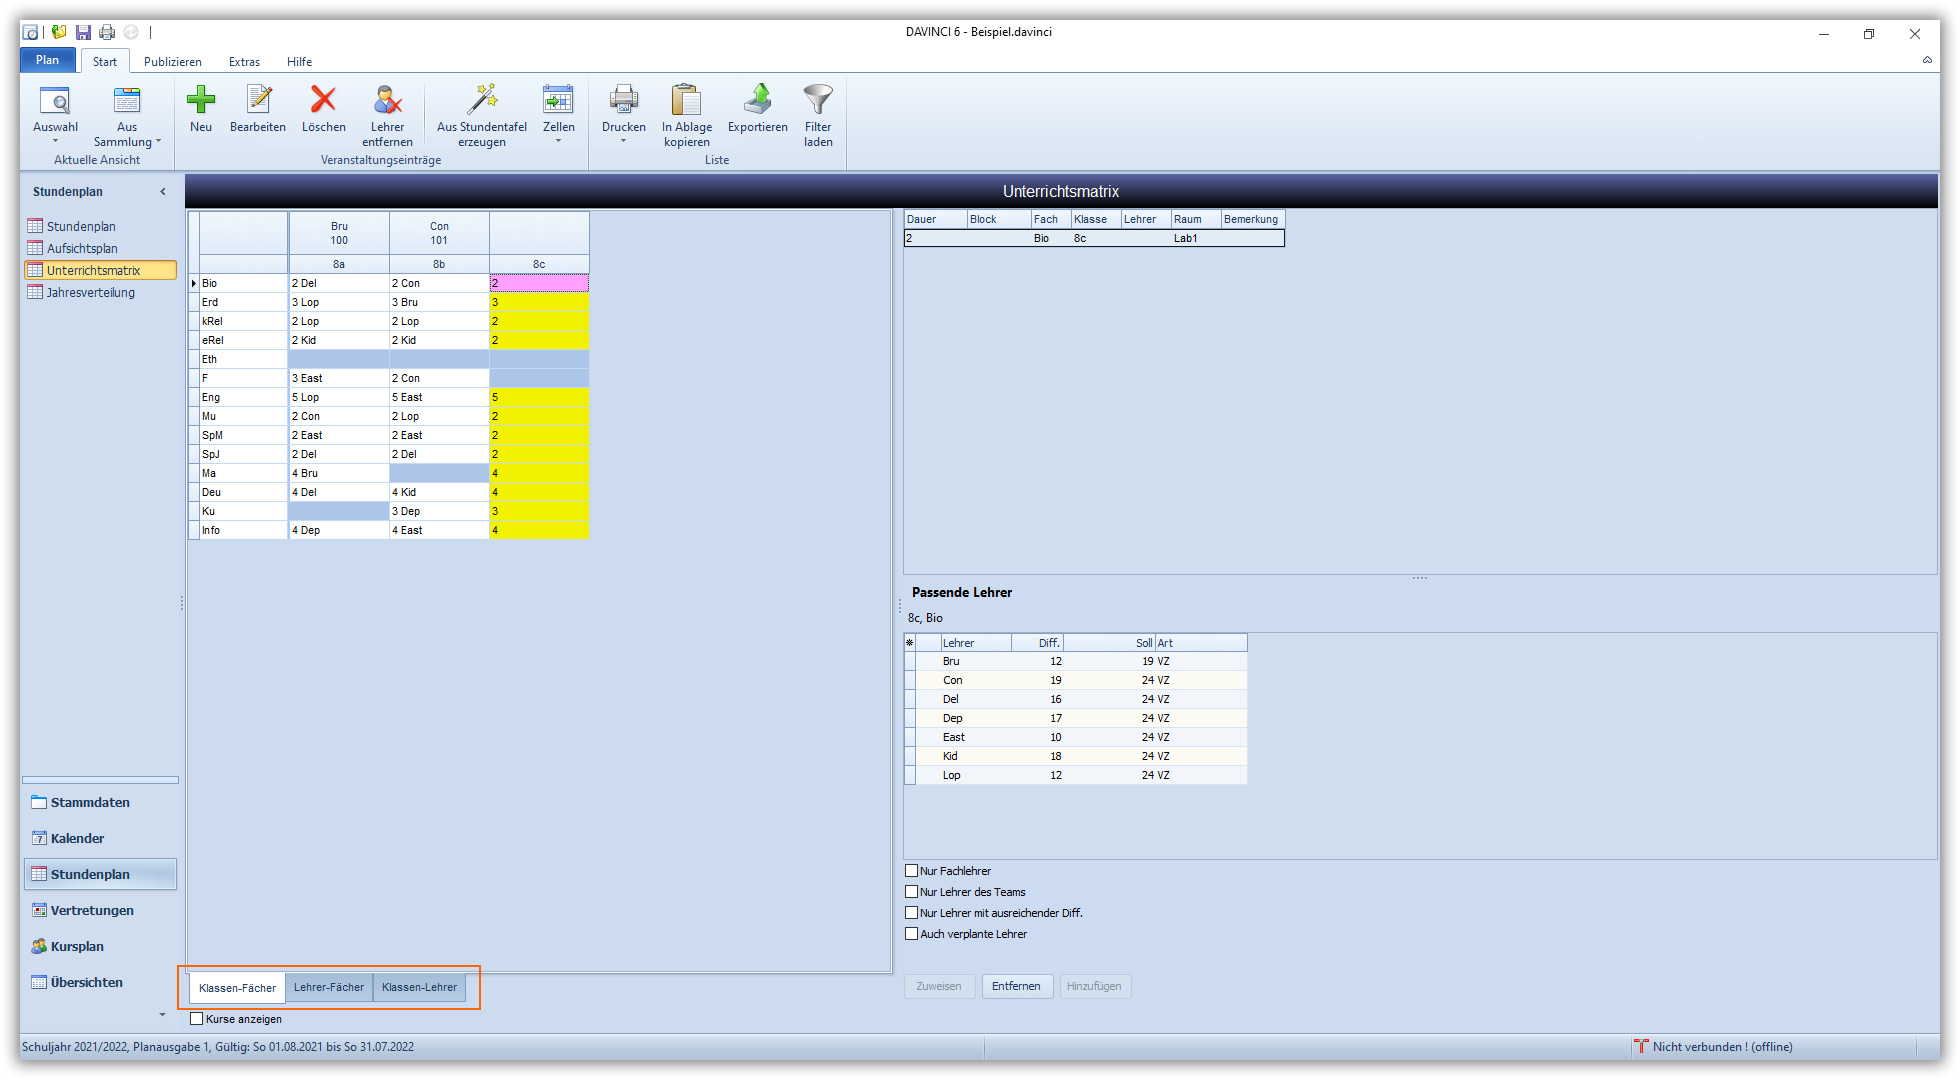 DAVINCI 6 - Beispiel.davinci
Plan Start Publizieren Extras Hilfe
Auswahl
Aus Sammlung
Neu
Bearbeiten
Löschen
Lehrer entfernen
Aus Stundentafel erzeugen
Zellen
Drucken
In Ablage kopieren
Exportieren
Filter laden
Aktuelle Ansicht
Veranstaltungseinträge
Liste
Stundenplan
Stundenplan
Aufsichtsplan
Unterrichtsmatrix
Jahresverteilung
Stammdaten
7 Kalender
Stundenplan
Vertretungen
Kursplan
Übersichten
Unterrichtsmatrix
Bru Con
100 101
8a 8b 8c
Bio 2 Del 2 Con 2
Erd 3 Lop 3 Bru 3
kRel 2 Lop 2 Lop 2
eRel 2 Kid 2 Kid 2
Eth
F 3 East 2 Con
Eng 5 Lop 5 East 5
Mu 2 Con 2 Lop 2
SpM 2 East 2 East 2
SpJ 2 Del 2 Del 2
Ma 4 Bru 4
Deu 4 Del 4 Kid 4
Ku 3 Dep 3
Info 4 Dep 4 East 4
Klassen-Fächer Lehrer-Fächer Klassen-Lehrer
Kurse anzeigen
Dauer Block Fach Klasse Lehrer Raum Bemerkung
2 Bio 8c Lab1
Passende Lehrer
8c, Bio
Lehrer Diff. Soll Art
Bru 12 19 VZ
Con 19 24 VZ
Del 16 24 VZ
Dep 17 24 VZ
East 10 24 VZ
Kid 18 24 VZ
Lop 12 24 VZ
Nur Fachlehrer
Nur Lehrer des Teams
Nur Lehrer mit ausreichender Diff.
Auch verplante Lehrer
Zuweisen Entfernen Hinzufügen
Schuljahr 2021/2022, Planausgabe 1, Gültig: So 01.08.2021 bis So 31.07.2022
Nicht verbunden ! (offline)